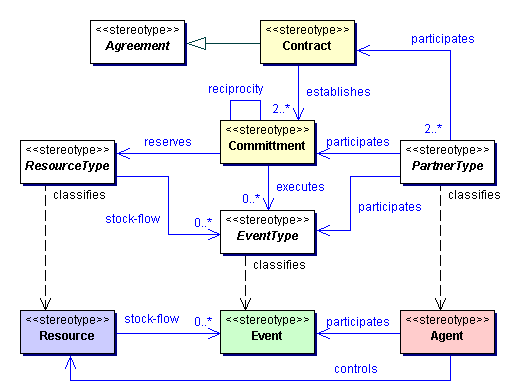 <<stereotype>>
Agreement
<<stereotype>>
Contract
participates
reciprocity
establishes
2..*
2..*
<<stereotype>>
ResourceType
reserves
<<stereotype>>
Committment
participates
<<stereotype>>
PartnerType
classifies
executes
classifies
0..*
stock-flow
0..*
<<stereotype>>
EventType
participates
classifies
<<stereotype>>
Resource
stock-flow
0..*
<<stereotype>>
Event
participates
<<stereotype>>
Agent
controls